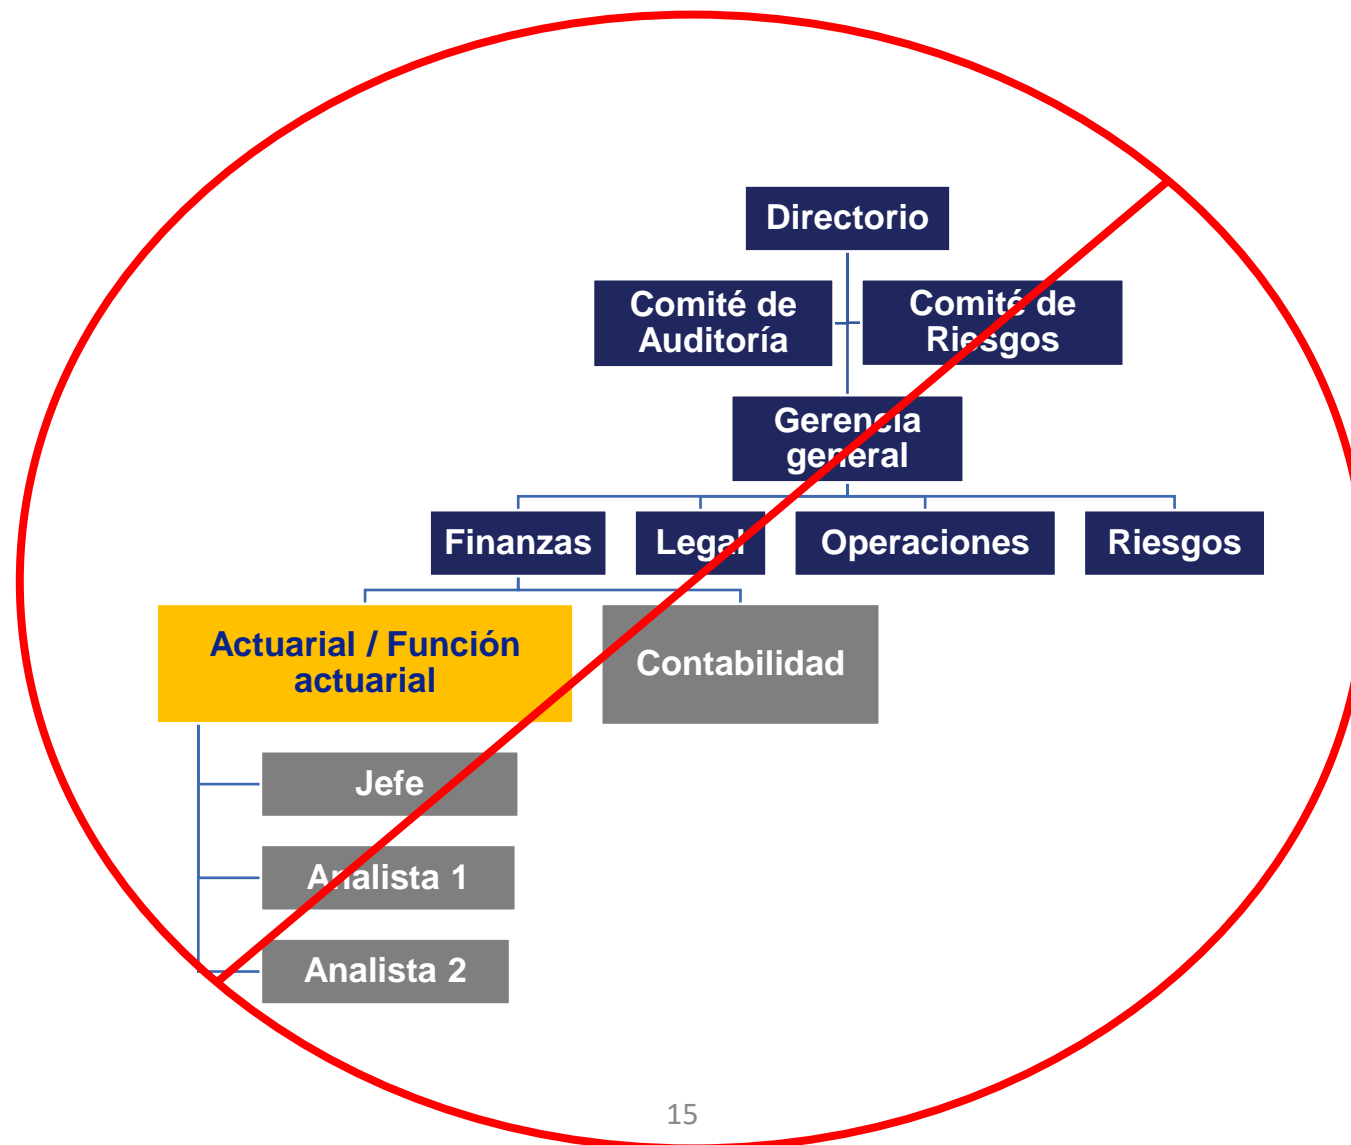 Directorio
Comité de
Auditoría
Comité de
Riesgos
Gerencia
general
Finanzas
Legal
Operaciones
Riesgos
Actuarial / Función
actuarial
Contabilidad
Jefe
Analista 1
Analista 2
15